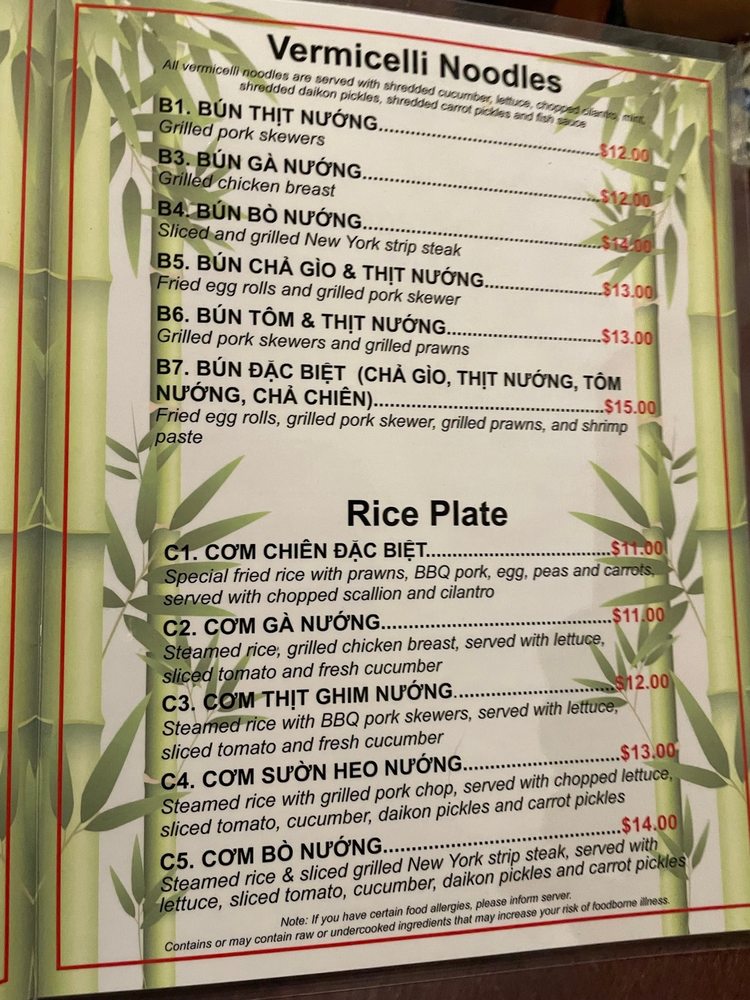 Vermicelli Noodles
All vermicelli noodles are served with shredded cucumber, lettuce, chopped cilantro, mint,
shredded daikon pickles, shredded carrot pickles and fish sauce
B1. BÚN THỊT NƯỚNG..........$12.00
Grilled pork skewers
B3. BÚN GÀ NƯỚNG..........$12.00
Grilled chicken breast
B4. BÚN BÒ NƯỚNG..........$14.00
Sliced and grilled New York strip steak
B5. BÚN CHẢ GÌO & THỊT NƯỚNG..........$13.00
Fried egg rolls and grilled pork skewer
B6. BÚN TÔM & THỊT NƯỚNG..........$13.00
Grilled pork skewers and grilled prawns
B7. BÚN ĐẶC BIỆT (CHẢ GÌO, THỊT NƯỚNG, TÔM
NƯỚNG, CHẢ CHIÊN)..........$15.00
Fried egg rolls, grilled pork skewer, grilled prawns, and shrimp
paste
Rice Plate
C1. CƠM CHIÊN ĐẶC BIỆT..........$11.00
Special fried rice with prawns, BBQ pork, egg, peas and carrots,
served with chopped scallion and cilantro
C2. CƠM GÀ NƯỚNG..........$11.00
Steamed rice, grilled chicken breast, served with lettuce,
sliced tomato and fresh cucumber
C3. CƠM THỊT GHIM NƯỚNG..........$12.00
Steamed rice with BBQ pork skewers, served with lettuce,
sliced tomato and fresh cucumber
C4. CƠM SƯỜN HEO NƯỚNG..........$13.00
Steamed rice with grilled pork chop, served with chopped lettuce,
sliced tomato, cucumber, daikon pickles and carrot pickles
C5. CƠM BÒ NƯỚNG..........$14.00
Steamed rice & sliced grilled New York strip steak, served with
lettuce, sliced tomato, cucumber, daikon pickles and carrot pickles
Note: If you have certain food allergies, please inform server.
Contains or may contain raw or undercooked ingredients that may increase your risk of foodborne illness.